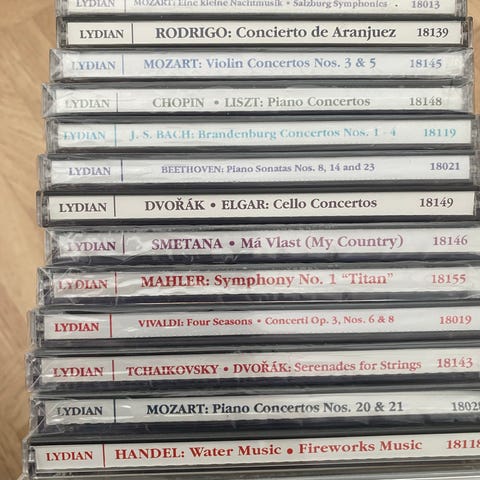 MOZART: Eine kleine Nachtmusik • Salzburg Symphonies 18013
LYDIAN RODRIGO: Concierto de Aranjuez 18139
LYDIAN MOZART: Violin Concertos Nos. 3 & 5 18145
LYDIAN CHOPIN • LISZT: Piano Concertos 18148
LYDIAN J. S. BACH: Brandenburg Concertos Nos. 1 - 4 18119
LYDIAN BEETHOVEN: Piano Sonatas Nos. 8, 14 and 23 18021
LYDIAN DVOŘÁK • ELGAR: Cello Concertos 18149
LYDIAN SMETANA • Má Vlast (My Country) 18146
LYDIAN MAHLER: Symphony No. 1 “Titan” 18155
LYDIAN VIVALDI: Four Seasons • Concerti Op. 3, Nos. 6 & 8 18019
LYDIAN TCHAIKOVSKY • DVOŘÁK: Serenades for Strings 18143
LYDIAN MOZART: Piano Concertos Nos. 20 & 21
LYDIAN HANDEL: Water Music • Fireworks Music 18118